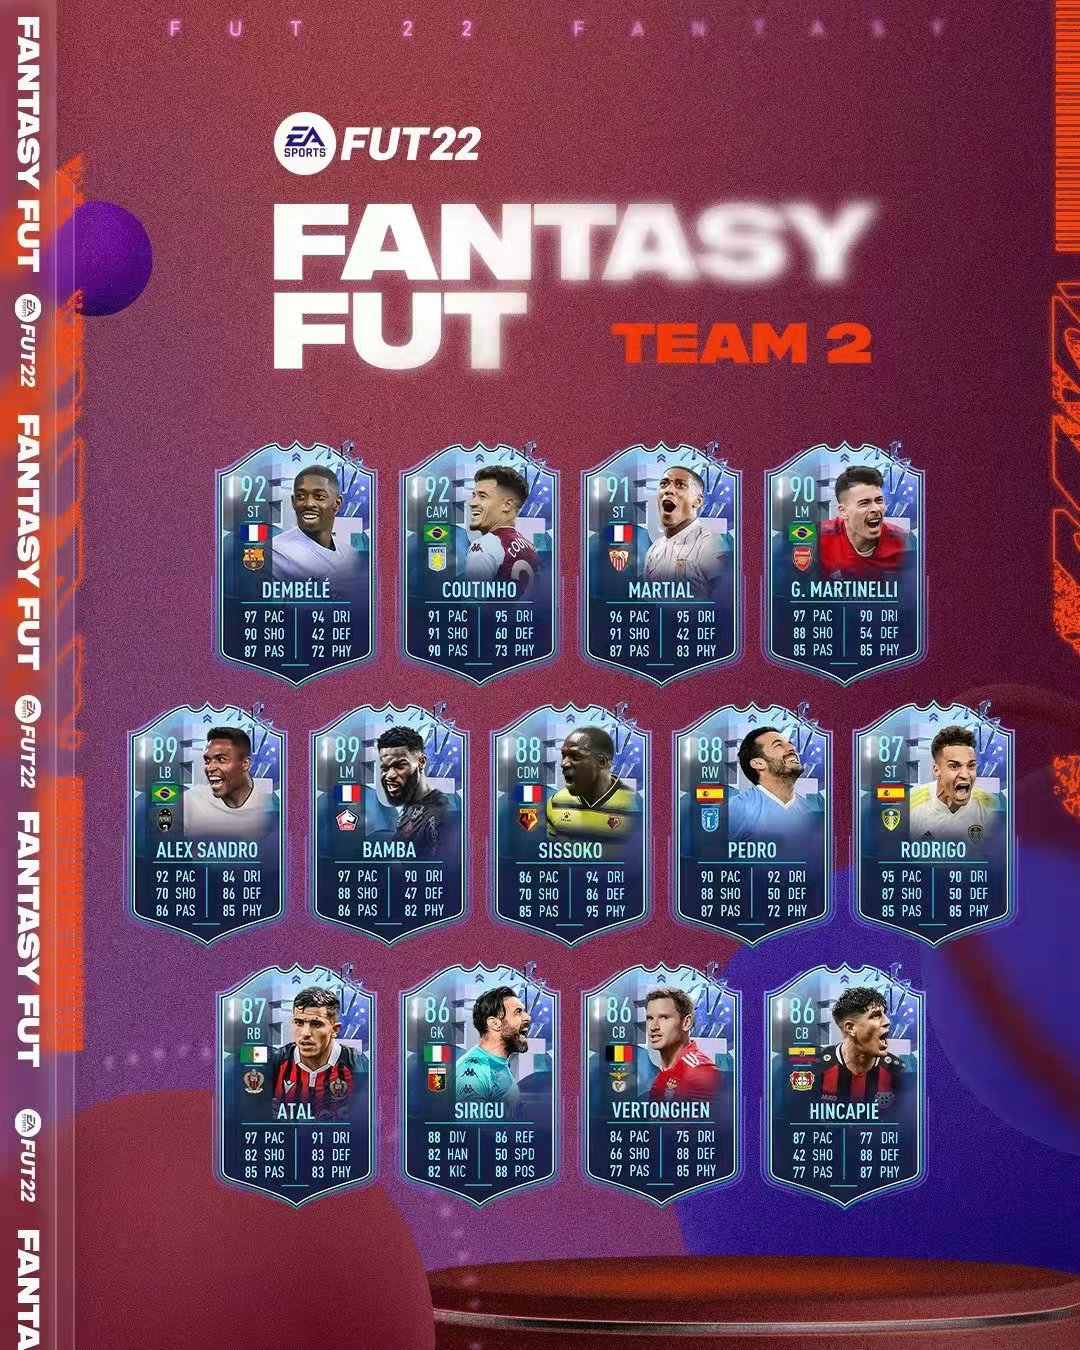 FUT 22 FANTASY
EA SPORTS FUT22
FANTASY
FUT
TEAM 2
92
ST
DEMBÉLÉ
97 PAC 94 DRI
90 SHO 42 DEF
87 PAS 72 PHY
92
CAM
AVFC
COUTINHO
91 PAC 95 DRI
91 SHO 60 DEF
90 PAS 73 PHY
91
ST
MARTIAL
96 PAC 95 DRI
91 SHO 42 DEF
87 PAS 83 PHY
90
LM
Arsenal
G. MARTINELLI
97 PAC 90 DRI
88 SHO 54 DEF
85 PAS 85 PHY
89
LB
ALEX SANDRO
92 PAC 84 DRI
70 SHO 86 DEF
86 PAS 85 PHY
89
LM
BAMBA
97 PAC 90 DRI
88 SHO 47 DEF
86 PAS 82 PHY
88
CDM
SISSOKO
86 PAC 94 DRI
70 SHO 86 DEF
85 PAS 95 PHY
88
RW
PEDRO
90 PAC 92 DRI
88 SHO 50 DEF
87 PAS 72 PHY
87
ST
RODRIGO
95 PAC 90 DRI
87 SHO 50 DEF
85 PAS 85 PHY
87
RB
ATAL
97 PAC 91 DRI
82 SHO 83 DEF
85 PAS 83 PHY
86
GK
SIRIGU
88 DIV 86 REF
82 HAN 50 SPD
82 KIC 88 POS
86
CB
VERTONGHEN
84 PAC 75 DRI
66 SHO 88 DEF
77 PAS 85 PHY
86
CB
HINCAPIÉ
87 PAC 77 DRI
42 SHO 88 DEF
77 PAS 87 PHY
FANTASY FUT EA SPORTS FUT22 FANTASY FUT EA SPORTS FUT22 FANTASY FUT EA SPORTS FUT22 FANTA